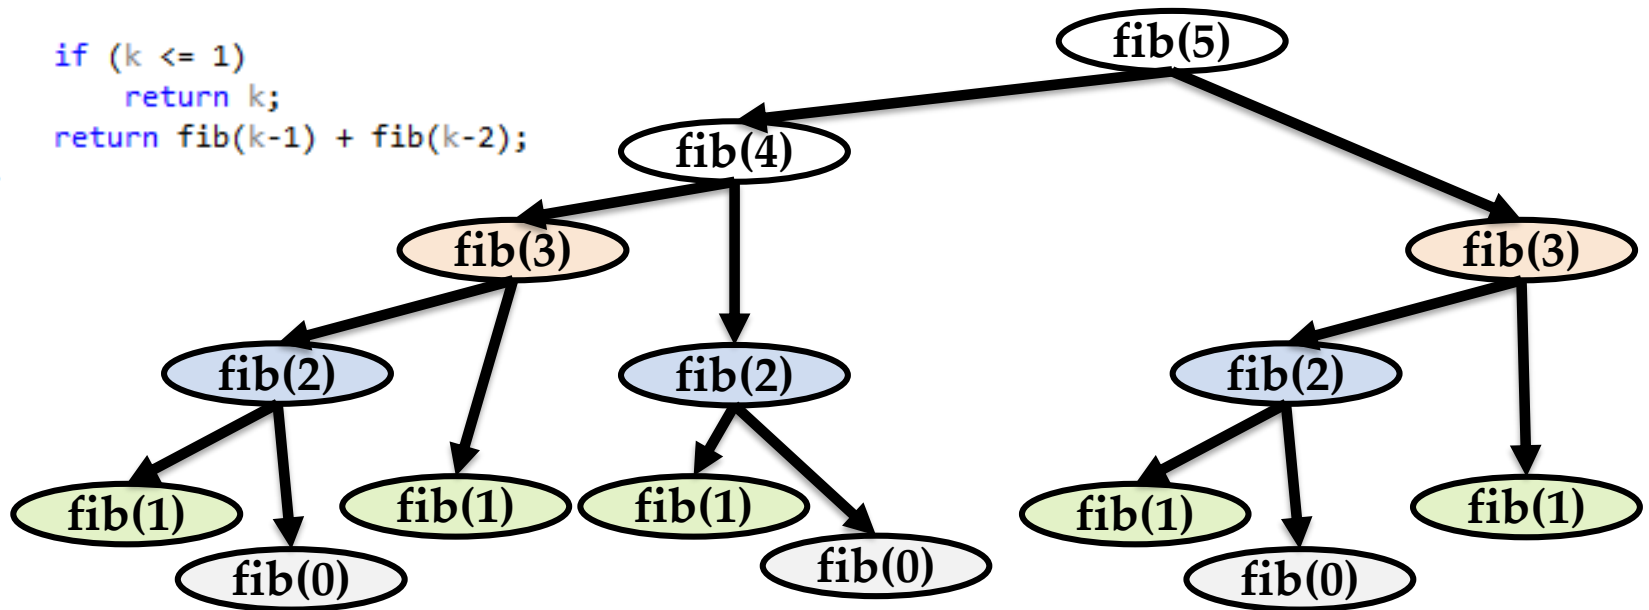 if (k <= 1)
return k;
return fib(k-1) + fib(k-2);
fib(5)
fib(4)
fib(3)
fib(3)
fib(2)
fib(2)
fib(2)
fib(1)
fib(1)
fib(1)
fib(1)
fib(1)
fib(0)
fib(0)
fib(0)